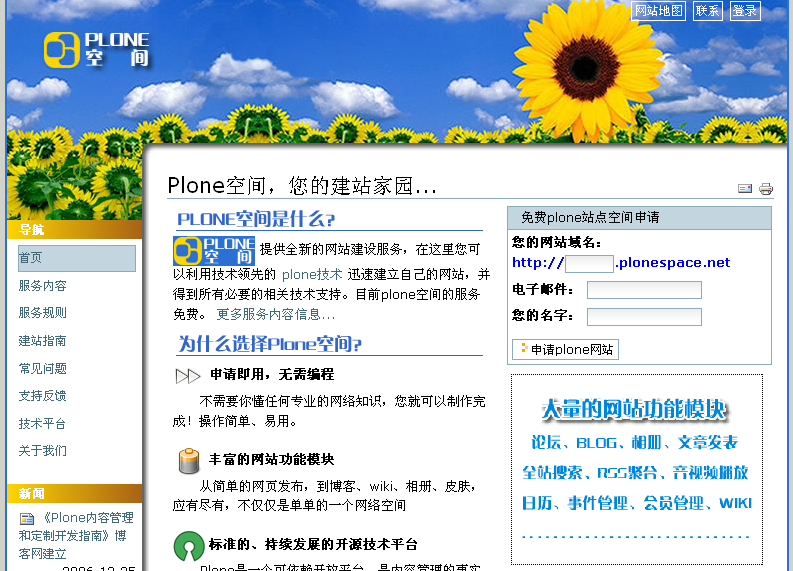 网站地图 联系 登录
PLONE
空 间
Plone空间，您的建站家园...
导航
首页
服务内容
服务规则
建站指南
常见问题
支持反馈
技术平台
关于我们
新闻
《Plone内容管理
和定制开发指南》博
客网建立
2006-12-25
PLONE空间是什么?
PLONE
空 间
提供全新的网站建设服务，在这里您可
以利用技术领先的 plone技术 迅速建立自己的网站，并
得到所有必要的相关技术支持。目前plone空间的服务
免费。 更多服务内容信息...
为什么选择Plone空间?
申请即用，无需编程
不需要你懂任何专业的网络知识，您就可以制作完
成！操作简单、易用。
丰富的网站功能模块
从简单的网页发布，到博客、wiki、相册、皮肤，
应有尽有，不仅仅是单单的一个网络空间
标准的、持续发展的开源技术平台
Plone是一个可依赖开放平台，是内容管理的事实
免费plone站点空间申请
您的网站域名：
http:// .plonespace.net
电子邮件：
您的名字：
申请plone网站
大量的网站功能模块
论坛、BLOG、相册、文章发表
全站搜索、RSS聚合、音视频播放
日历、事件管理、会员管理、WIKI
............................